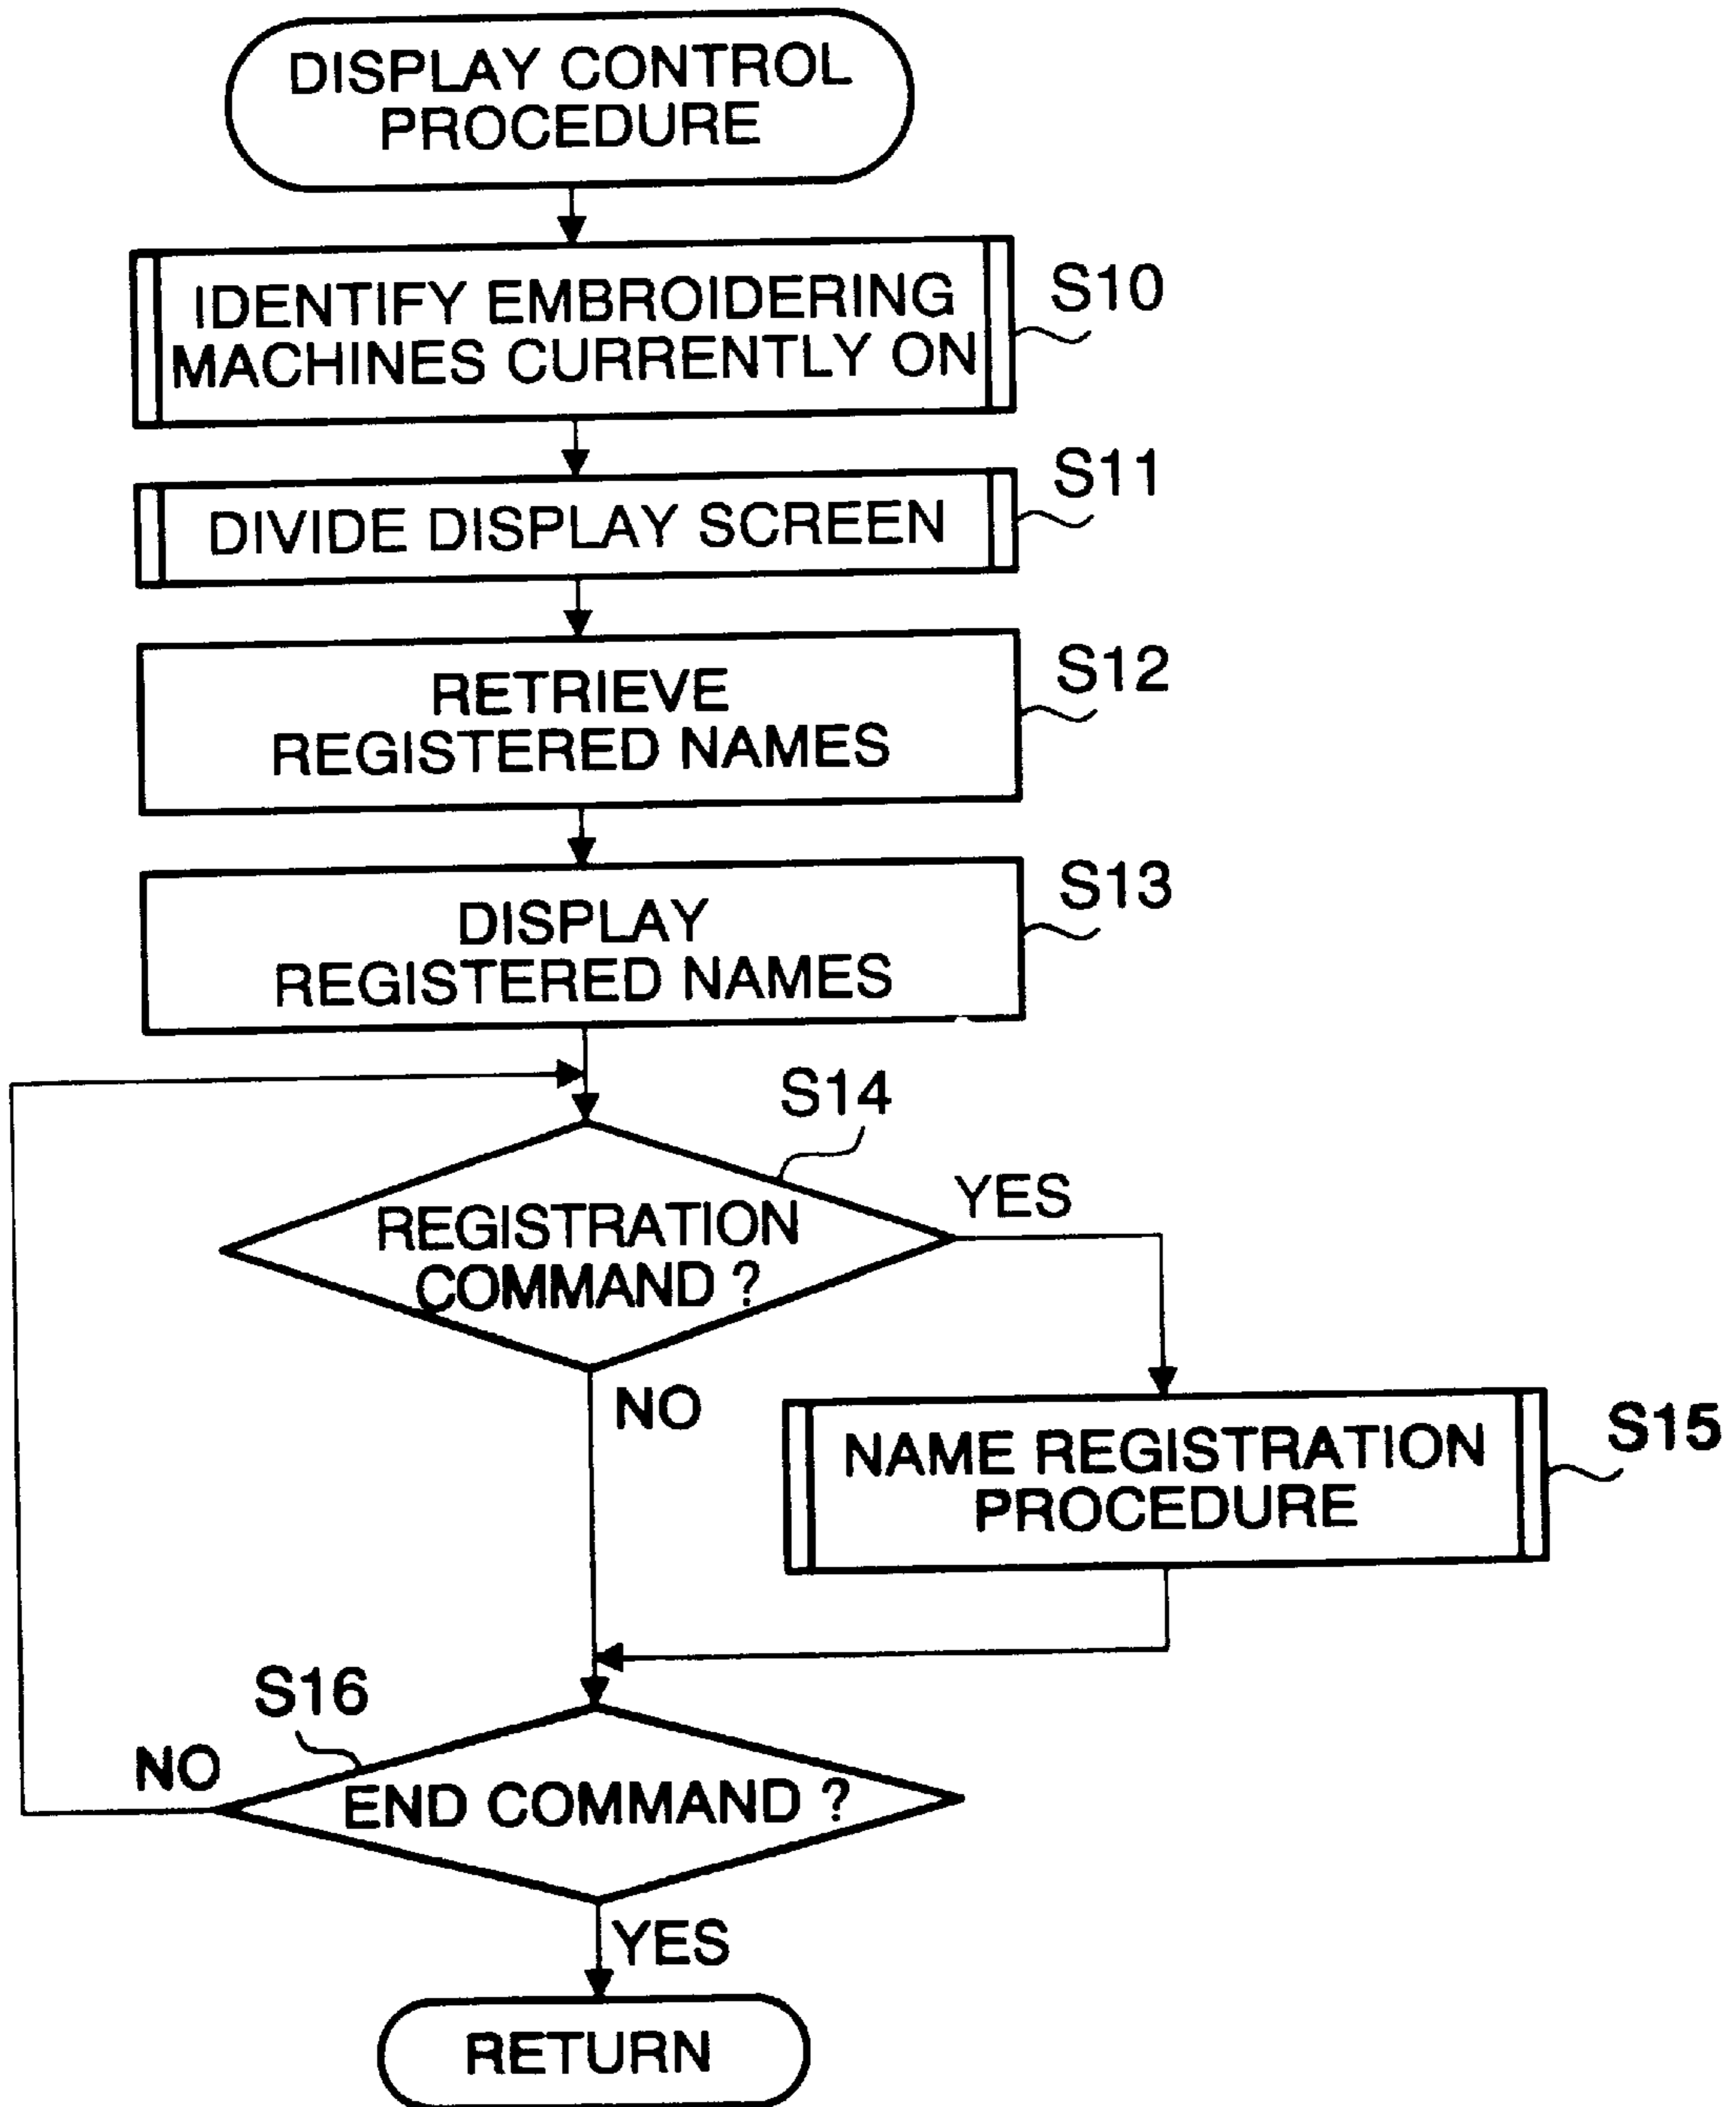 DISPLAY CONTROL
PROCEDURE
IDENTIFY EMBROIDERING
MACHINES CURRENTLY ON
S10
DIVIDE DISPLAY SCREEN
S11
RETRIEVE
REGISTERED NAMES
S12
DISPLAY
REGISTERED NAMES
S13
S14
REGISTRATION
COMMAND ?
YES
NO
NAME REGISTRATION
PROCEDURE
S15
S16
NO
END COMMAND ?
YES
RETURN